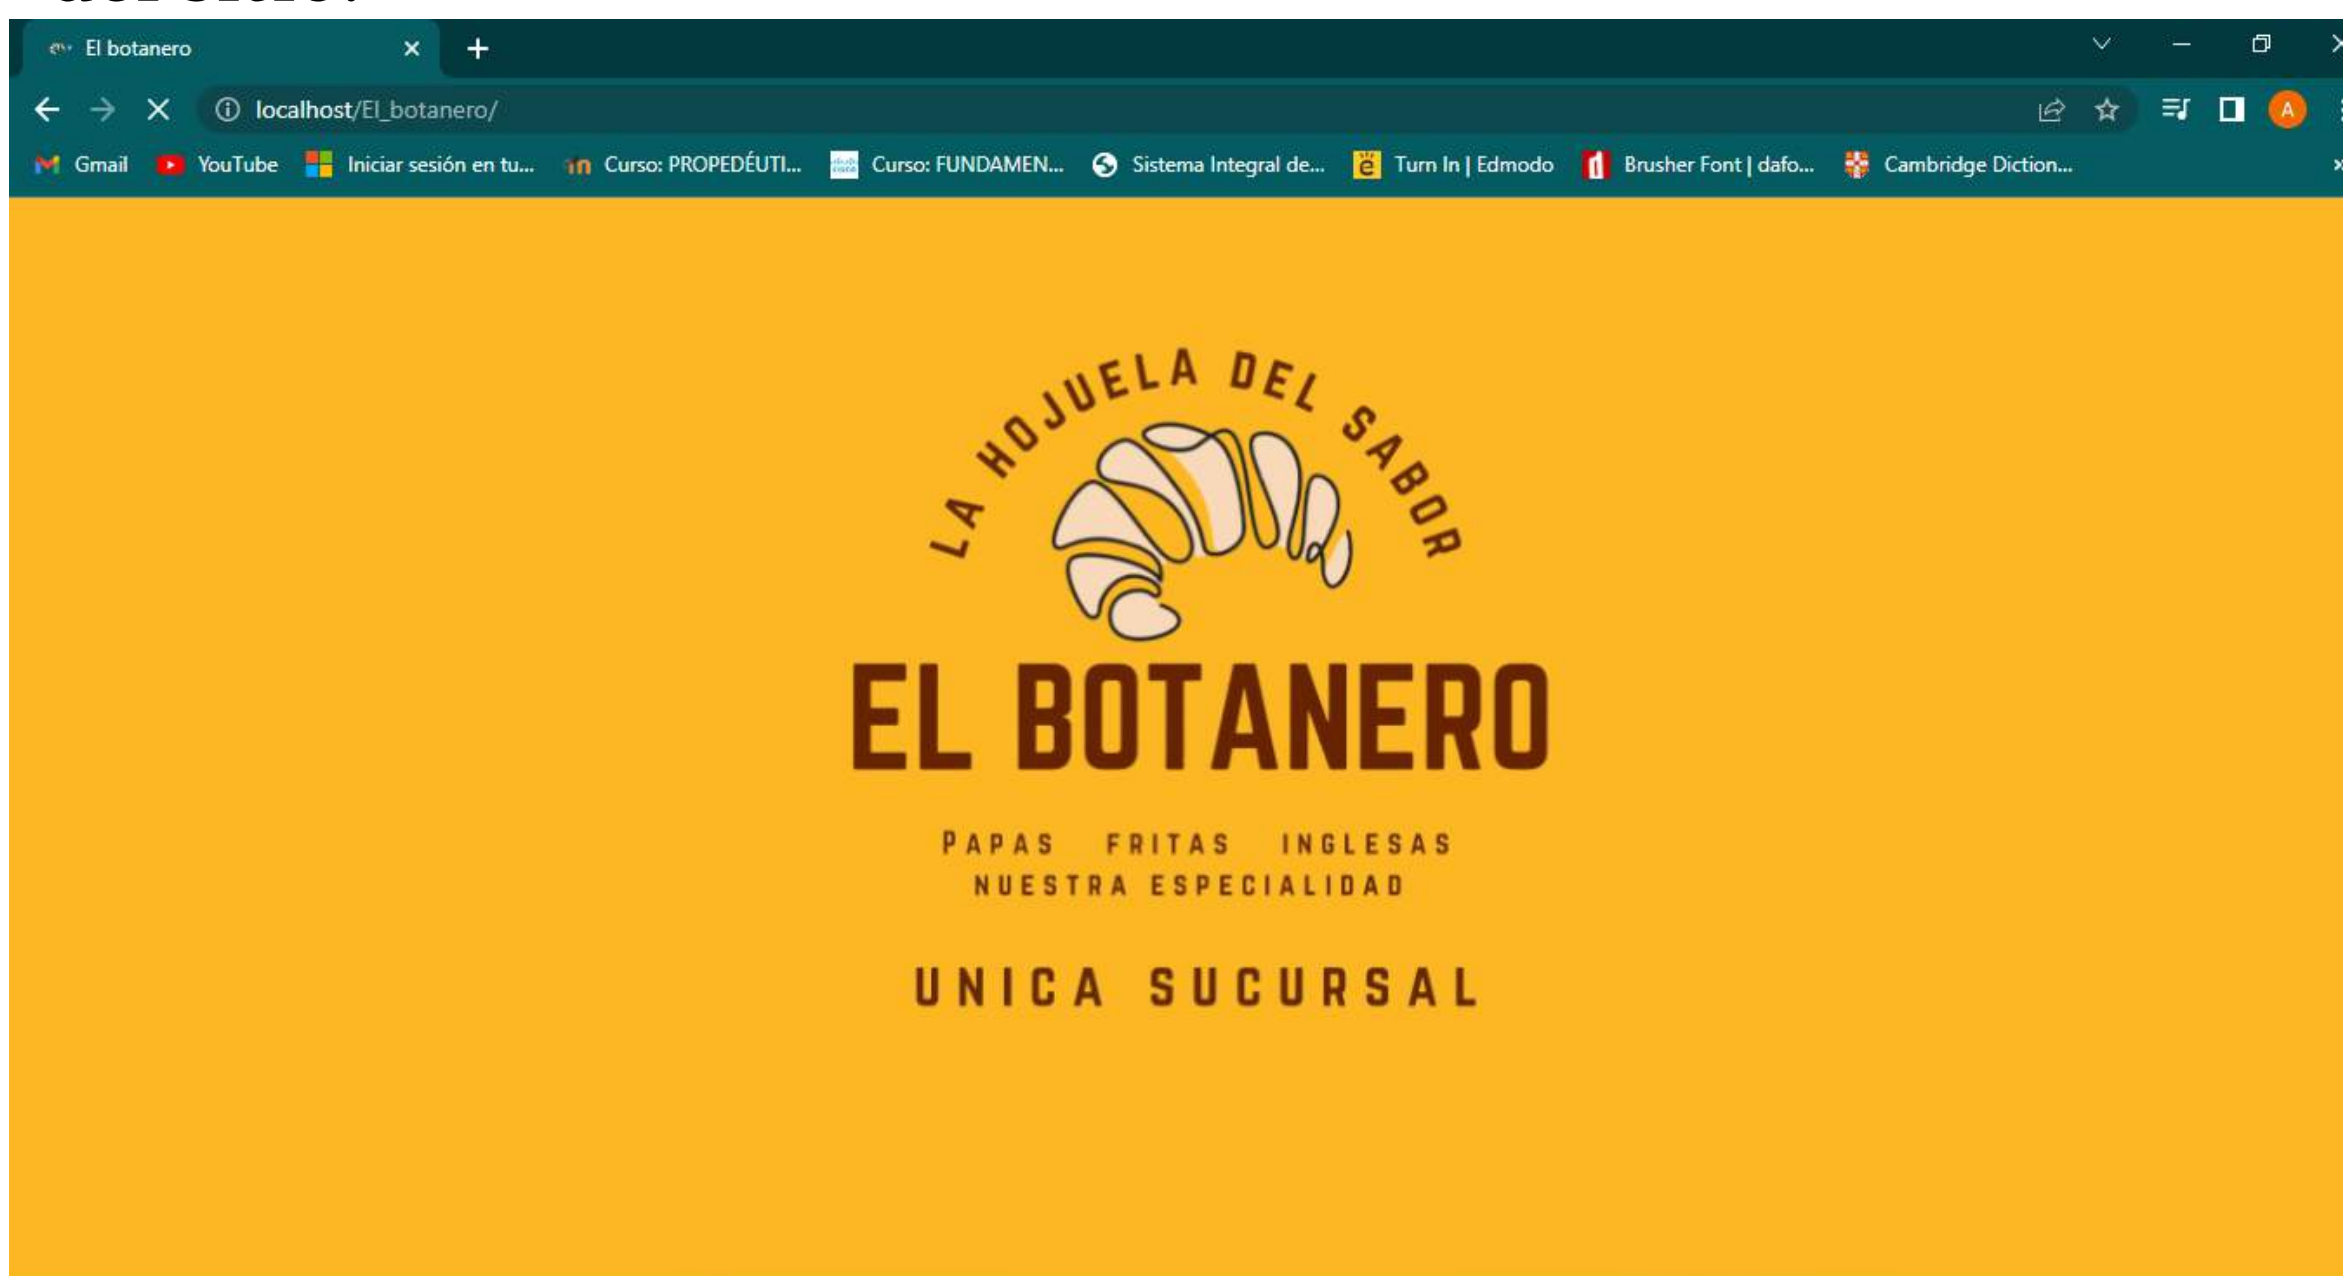 El botanero
localhost/El_botanero/
A
Gmail YouTube Iniciar sesión en tu... Curso: PROPEDÉUTI... Curso: FUNDAMEN... Sistema Integral de... Turn In | Edmodo Brusher Font | dafo... Cambridge Diction...
LA HOJUELA DEL SABOR
EL BOTANERO
PAPAS FRITAS INGLESAS
NUESTRA ESPECIALIDAD
UNICA SUCURSAL